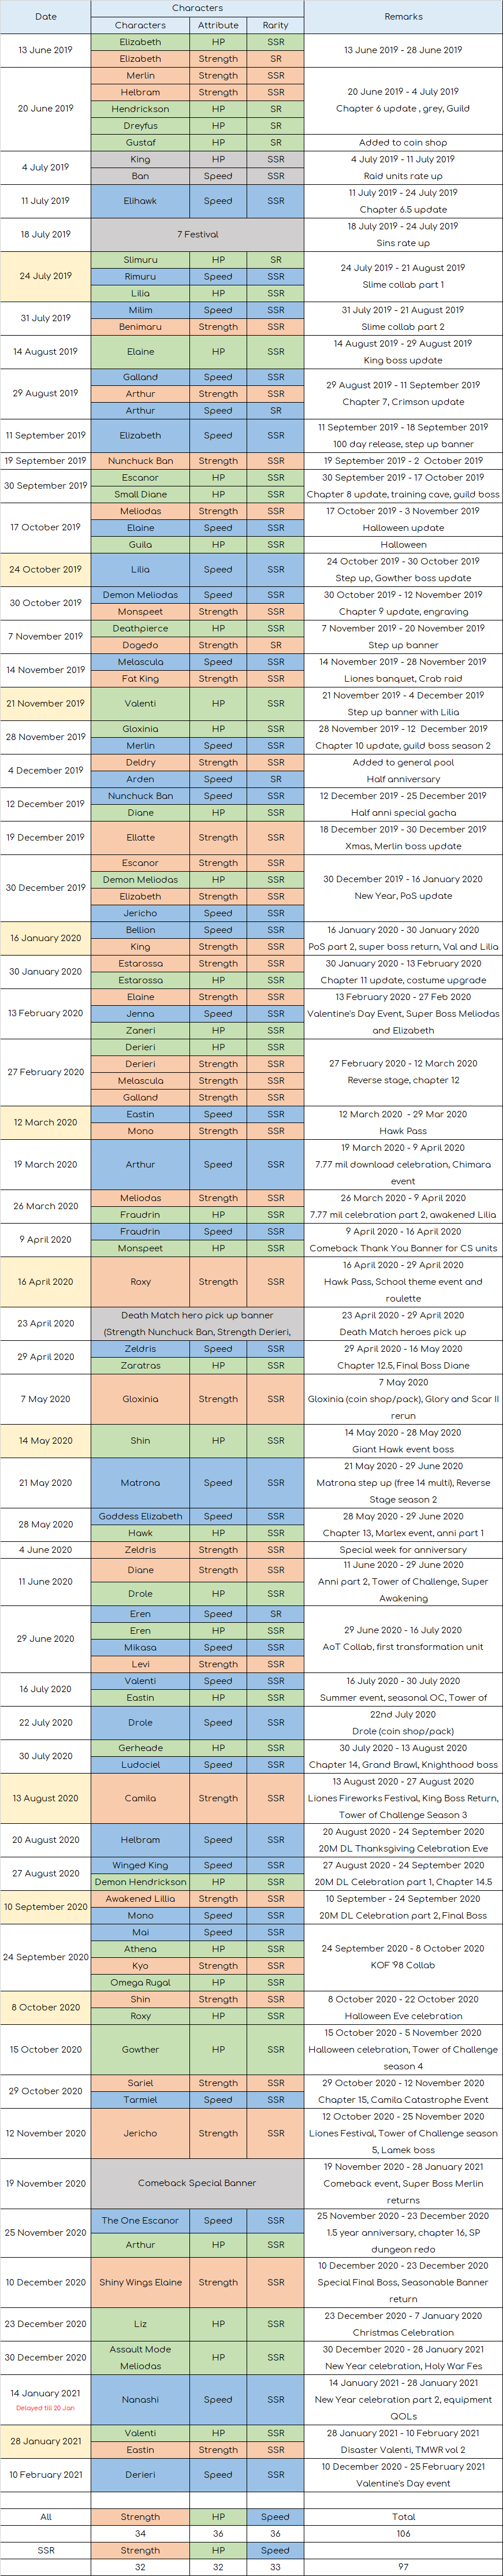 Date Characters Remarks
Characters Attribute Rarity
13 June 2019 Elizabeth HP SSR 13 June 2019 - 28 June 2019
Elizabeth Strength SR
20 June 2019 Merlin Strength SSR 20 June 2019 - 4 July 2019
Helbram Strength SSR Chapter 6 update , grey, Guild
Hendrickson HP SR
Dreyfus HP SR
Gustaf HP SR Added to coin shop
4 July 2019 King HP SSR 4 July 2019 - 11 July 2019
Ban Speed SSR Raid units rate up
11 July 2019 Elihawk Speed SSR 11 July 2019 - 24 July 2019
Chapter 6.5 update
18 July 2019 7 Festival 18 July 2019 - 24 July 2019
Sins rate up
24 July 2019 Slimuru HP SR 24 July 2019 - 21 August 2019
Rimuru Speed SSR Slime collab part 1
Lilia HP SSR
31 July 2019 Milim Speed SSR 31 July 2019 - 21 August 2019
Benimaru Strength SSR Slime collab part 2
14 August 2019 Elaine HP SSR 14 August 2019 - 29 August 2019
King boss update
29 August 2019 Galland Speed SSR 29 August 2019 - 11 September 2019
Arthur Strength SSR Chapter 7, Crimson update
Arthur Speed SR
11 September 2019 Elizabeth Speed SSR 11 September 2019 - 18 September 2019
100 day release, step up banner
19 September 2019 Nunchuck Ban Strength SSR 19 September 2019 - 2 October 2019
30 September 2019 Escanor HP SSR 30 September 2019 - 17 October 2019
Small Diane HP SSR Chapter 8 update, training cave, guild boss
17 October 2019 Meliodas Strength SSR 17 October 2019 - 3 November 2019
Elaine Speed SSR Halloween update
Guila HP SSR Halloween
24 October 2019 Lilia Speed SSR 24 October 2019 - 30 October 2019
Step up, Gowther boss update
30 October 2019 Demon Meliodas Speed SSR 30 October 2019 - 12 November 2019
Monspeet Strength SSR Chapter 9 update, engraving
7 November 2019 Deathpierce HP SSR 7 November 2019 - 20 November 2019
Dogedo Strength SR Step up banner
14 November 2019 Melascula Speed SSR 14 November 2019 - 28 November 2019
Fat King Strength SSR Liones banquet, Crab raid
21 November 2019 Valenti HP SSR 21 November 2019 - 4 December 2019
Step up banner with Lilia
28 November 2019 Gloxinia HP SSR 28 November 2019 - 12 December 2019
Merlin Speed SSR Chapter 10 update, guild boss season 2
4 December 2019 Deldry Strength SSR Added to general pool
Arden Speed SR Half anniversary
12 December 2019 Nunchuck Ban Speed SSR 12 December 2019 - 25 December 2019
Diane HP SSR Half anni special gacha
19 December 2019 Ellatte Strength SSR 18 December 2019 - 30 December 2019
Xmas, Merlin boss update
30 December 2019 Escanor Strength SSR 30 December 2019 - 16 January 2020
Demon Meliodas HP SSR New Year, PoS update
Elizabeth Strength SSR
Jericho Speed SSR
16 January 2020 Bellion Speed SSR 16 January 2020 - 30 January 2020
King Strength SSR PoS part 2, super boss return, Val and Lilia
30 January 2020 Estarossa Strength SSR 30 January 2020 - 13 February 2020
Estarossa HP SSR Chapter 11 update, costume upgrade
13 February 2020 Elaine Strength SSR 13 February 2020 - 27 Feb 2020
Jenna Speed SSR Valentine's Day Event, Super Boss Meliodas
Zaneri HP SSR and Elizabeth
27 February 2020 Derieri HP SSR 27 February 2020 - 12 March 2020
Derieri Strength SSR Reverse stage, chapter 12
Melascula Strength SSR
Galland Strength SSR
12 March 2020 Eastin Speed SSR 12 March 2020 - 29 Mar 2020
Mono Strength SSR Hawk Pass
19 March 2020 Arthur Speed SSR 19 March 2020 - 9 April 2020
7.77 mil download celebration, Chimara
event
26 March 2020 Meliodas Strength SSR 26 March 2020 - 9 April 2020
Fraudrin HP SSR 7.77 mil celebration part 2, awakened Lilia
9 April 2020 Fraudrin Speed SSR 9 April 2020 - 16 April 2020
Monspeet HP SSR Comeback Thank You Banner for CS units
16 April 2020 Roxy Strength SSR 16 April 2020 - 29 April 2020
Hawk Pass, School theme event and
roulette
23 April 2020 Death Match hero pick up banner 23 April 2020 - 29 April 2020
(Strength Nunchuck Ban, Strength Derieri, Death Match heroes pick up
29 April 2020 Zeldris Speed SSR 29 April 2020 - 16 May 2020
Zaratras HP SSR Chapter 12.5, Final Boss Diane
7 May 2020 Gloxinia Strength SSR 7 May 2020
Gloxinia (coin shop/pack), Glory and Scar II
rerun
14 May 2020 Shin HP SSR 14 May 2020 - 28 May 2020
Giant Hawk event boss
21 May 2020 Matrona Speed SSR 21 May 2020 - 29 June 2020
Matrona step up (free 14 multi), Reverse
Stage season 2
28 May 2020 Goddess Elizabeth Speed SSR 28 May 2020 - 29 June 2020
Hawk HP SSR Chapter 13, Marlex event, anni part 1
4 June 2020 Zeldris Strength SSR Special week for anniversary
11 June 2020 Diane Strength SSR 11 June 2020 - 29 June 2020
Drole HP SSR Anni part 2, Tower of Challenge, Super
Awakening
29 June 2020 Eren Speed SR 29 June 2020 - 16 July 2020
Eren HP SSR AoT Collab, first transformation unit
Mikasa Speed SSR
Levi Strength SSR
16 July 2020 Valenti Speed SSR 16 July 2020 - 30 July 2020
Eastin HP SSR Summer event, seasonal OC, Tower of
22 July 2020 Drole Speed SSR 22nd July 2020
Drole (coin shop/pack)
30 July 2020 Gerheade HP SSR 30 July 2020 - 13 August 2020
Ludociel Speed SSR Chapter 14, Grand Brawl, Knighthood boss
13 August 2020 Camila Strength SSR 13 August 2020 - 27 August 2020
Liones Fireworks Festival, King Boss Return,
Tower of Challenge Season 3
20 August 2020 Helbram Speed SSR 20 August 2020 - 24 September 2020
20M DL Thanksgiving Celebration Eve
27 August 2020 Winged King Speed SSR 27 August 2020 - 24 September 2020
Demon Hendrickson HP SSR 20M DL Celebration part 1, Chapter 14.5
10 September 2020 Awakened Lillia Strength SSR 10 September - 24 September 2020
Mono Speed SSR 20M DL Celebration part 2, Final Boss
24 September 2020 Mai Speed SSR 24 September 2020 - 8 October 2020
Athena HP SSR KOF '98 Collab
Kyo Strength SSR
Omega Rugal HP SSR
8 October 2020 Shin Strength SSR 8 October 2020 - 22 October 2020
Roxy HP SSR Halloween Eve celebration
15 October 2020 Gowther HP SSR 15 October 2020 - 5 November 2020
Halloween celebration, Tower of Challenge
season 4
29 October 2020 Sariel Strength SSR 29 October 2020 - 12 November 2020
Tarmiel Speed SSR Chapter 15, Camila Catastrophe Event
12 November 2020 Jericho Strength SSR 12 October 2020 - 25 November 2020
Liones Festival, Tower of Challenge season
5, Lamek boss
19 November 2020 Comeback Special Banner 19 November 2020 - 28 January 2021
Comeback event, Super Boss Merlin
returns
25 November 2020 The One Escanor Speed SSR 25 November 2020 - 23 December 2020
Arthur HP SSR 1.5 year anniversary, chapter 16, SP
dungeon redo
10 December 2020 Shiny Wings Elaine Strength SSR 10 December 2020 - 23 December 2020
Special Final Boss, Seasonable Banner
return
23 December 2020 Liz HP SSR 23 December 2020 - 7 January 2020
Christmas Celebration
30 December 2020 Assault Mode Meliodas HP SSR 30 December 2020 - 28 January 2021
New Year celebration, Holy War Fes
14 January 2021 Nanashi Speed SSR 14 January 2021 - 28 January 2021
Delayed till 20 Jan New Year celebration part 2, equipment
QOLs
28 January 2021 Valenti HP SSR 28 January 2021 - 10 February 2021
Eastin Strength SSR Disaster Valenti, TMWR vol 2
10 February 2021 Derieri Speed SSR 10 December 2020 - 25 February 2021
Valentine's Day event
All Strength HP Speed Total
34 36 36 106
SSR Strength HP Speed
32 32 33 97